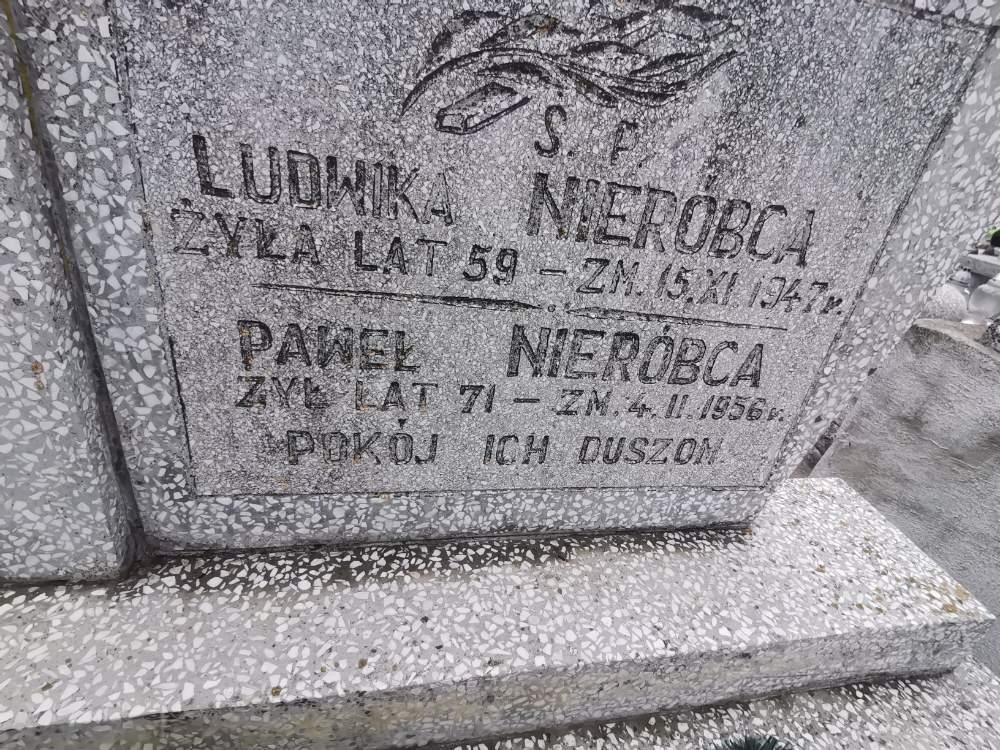 Ś. P.
LUDWIKA NIERÓBCA
ŻYŁA LAT 59 - ZM. 15.XI 1947 r.
PAWEŁ NIERÓBCA
ŻYŁ LAT 71 - ZM. 4.II.1956 r.
POKÓJ ICH DUSZOM